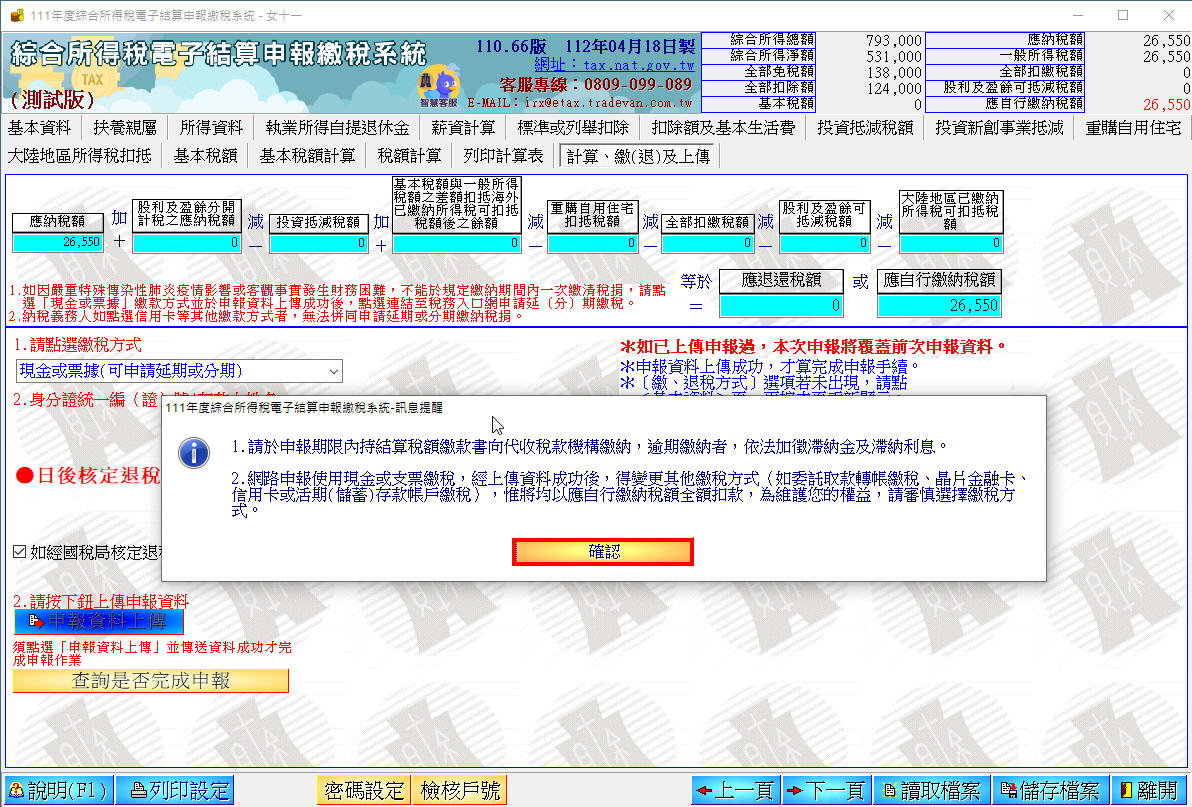 111年度綜合所得稅電子結算申報繳稅系統 - 女十一
綜合所得稅電子結算申報繳稅系統
(測試版)
TAX
智慧客服
110.66版 112年04月18日製
網址：tax.nat.gov.tw
客服專線：0809-099-089
E-MAIL：irx@etax.tradevan.com.tw
綜合所得總額 793,000 應納稅額 26,550
綜合所得淨額 531,000 一般所得稅額 26,550
全部免稅額 138,000 全部扣繳稅額 0
全部扣除額 124,000 股利及盈餘可抵減稅額 0
基本稅額 0 應自行繳納稅額 26,550
基本資料 扶養親屬 所得資料 執業所得自提退休金 薪資計算 標準或列舉扣除 扣除額及基本生活費 投資抵減稅額 投資新創事業抵減 重購自用住宅
大陸地區所得稅扣抵 基本稅額 基本稅額計算 稅額計算 列印計算表 計算、繳(退)及上傳
應納稅額
26,550
加
＋
股利及盈餘分開
計稅之應納稅額
0
減
－
投資抵減稅額
0
加
＋
基本稅額與一般所得
稅額之差額扣抵海外
已繳納所得稅可扣抵
稅額後之餘額
0
減
－
重購自用住宅
扣抵稅額
0
減
－
全部扣繳稅額
0
減
－
股利及盈餘可
抵減稅額
0
減
－
大陸地區已繳納
所得稅可扣抵稅
額
0
1.如因嚴重特殊傳染性肺炎疫情影響或客觀事實發生財務困難，不能於規定繳納期間內一次繳清稅捐，請點
選「現金或票據」繳款方式並於申報資料上傳成功後，點選連結至稅務入口網申請延（分）期繳稅。
2.納稅義務人如點選信用卡等其他繳款方式者，無法併同申請延期或分期繳納稅捐。
等於
＝
應退還稅額
0
或
應自行繳納稅額
26,550
1.請點選繳稅方式
現金或票據(可申請延期或分期)
＊如已上傳申報過，本次申報將覆蓋前次申報資料。
＊申報資料上傳成功，才算完成申報手續。
＊〔繳、退稅方式〕選項若未出現，請點
2.身分證統一編（證）
111年度綜合所得稅電子結算申報繳稅系統-訊息提醒
1.請於申報期限內持結算稅額繳款書向代收稅款機構繳納，逾期繳納者，依法加徵滯納金及滯納利息。
2.網路申報使用現金或支票繳稅，經上傳資料成功後，得變更其他繳稅方式（如委託取款轉帳繳稅、晶片金融卡、
信用卡或活期(儲蓄)存款帳戶繳稅），惟將均以應自行繳納稅額全額扣款，為維護您的權益，請審慎選擇繳稅方
式。
確認
●日後核定退稅
如經國稅局核定退
2.請按下鈕上傳申報資料
申報資料上傳
須點選「申報資料上傳」並傳送資料成功才完
成申報作業
查詢是否完成申報
說明(F1) 列印設定 密碼設定 檢核戶號 上一頁 下一頁 讀取檔案 儲存檔案 離開